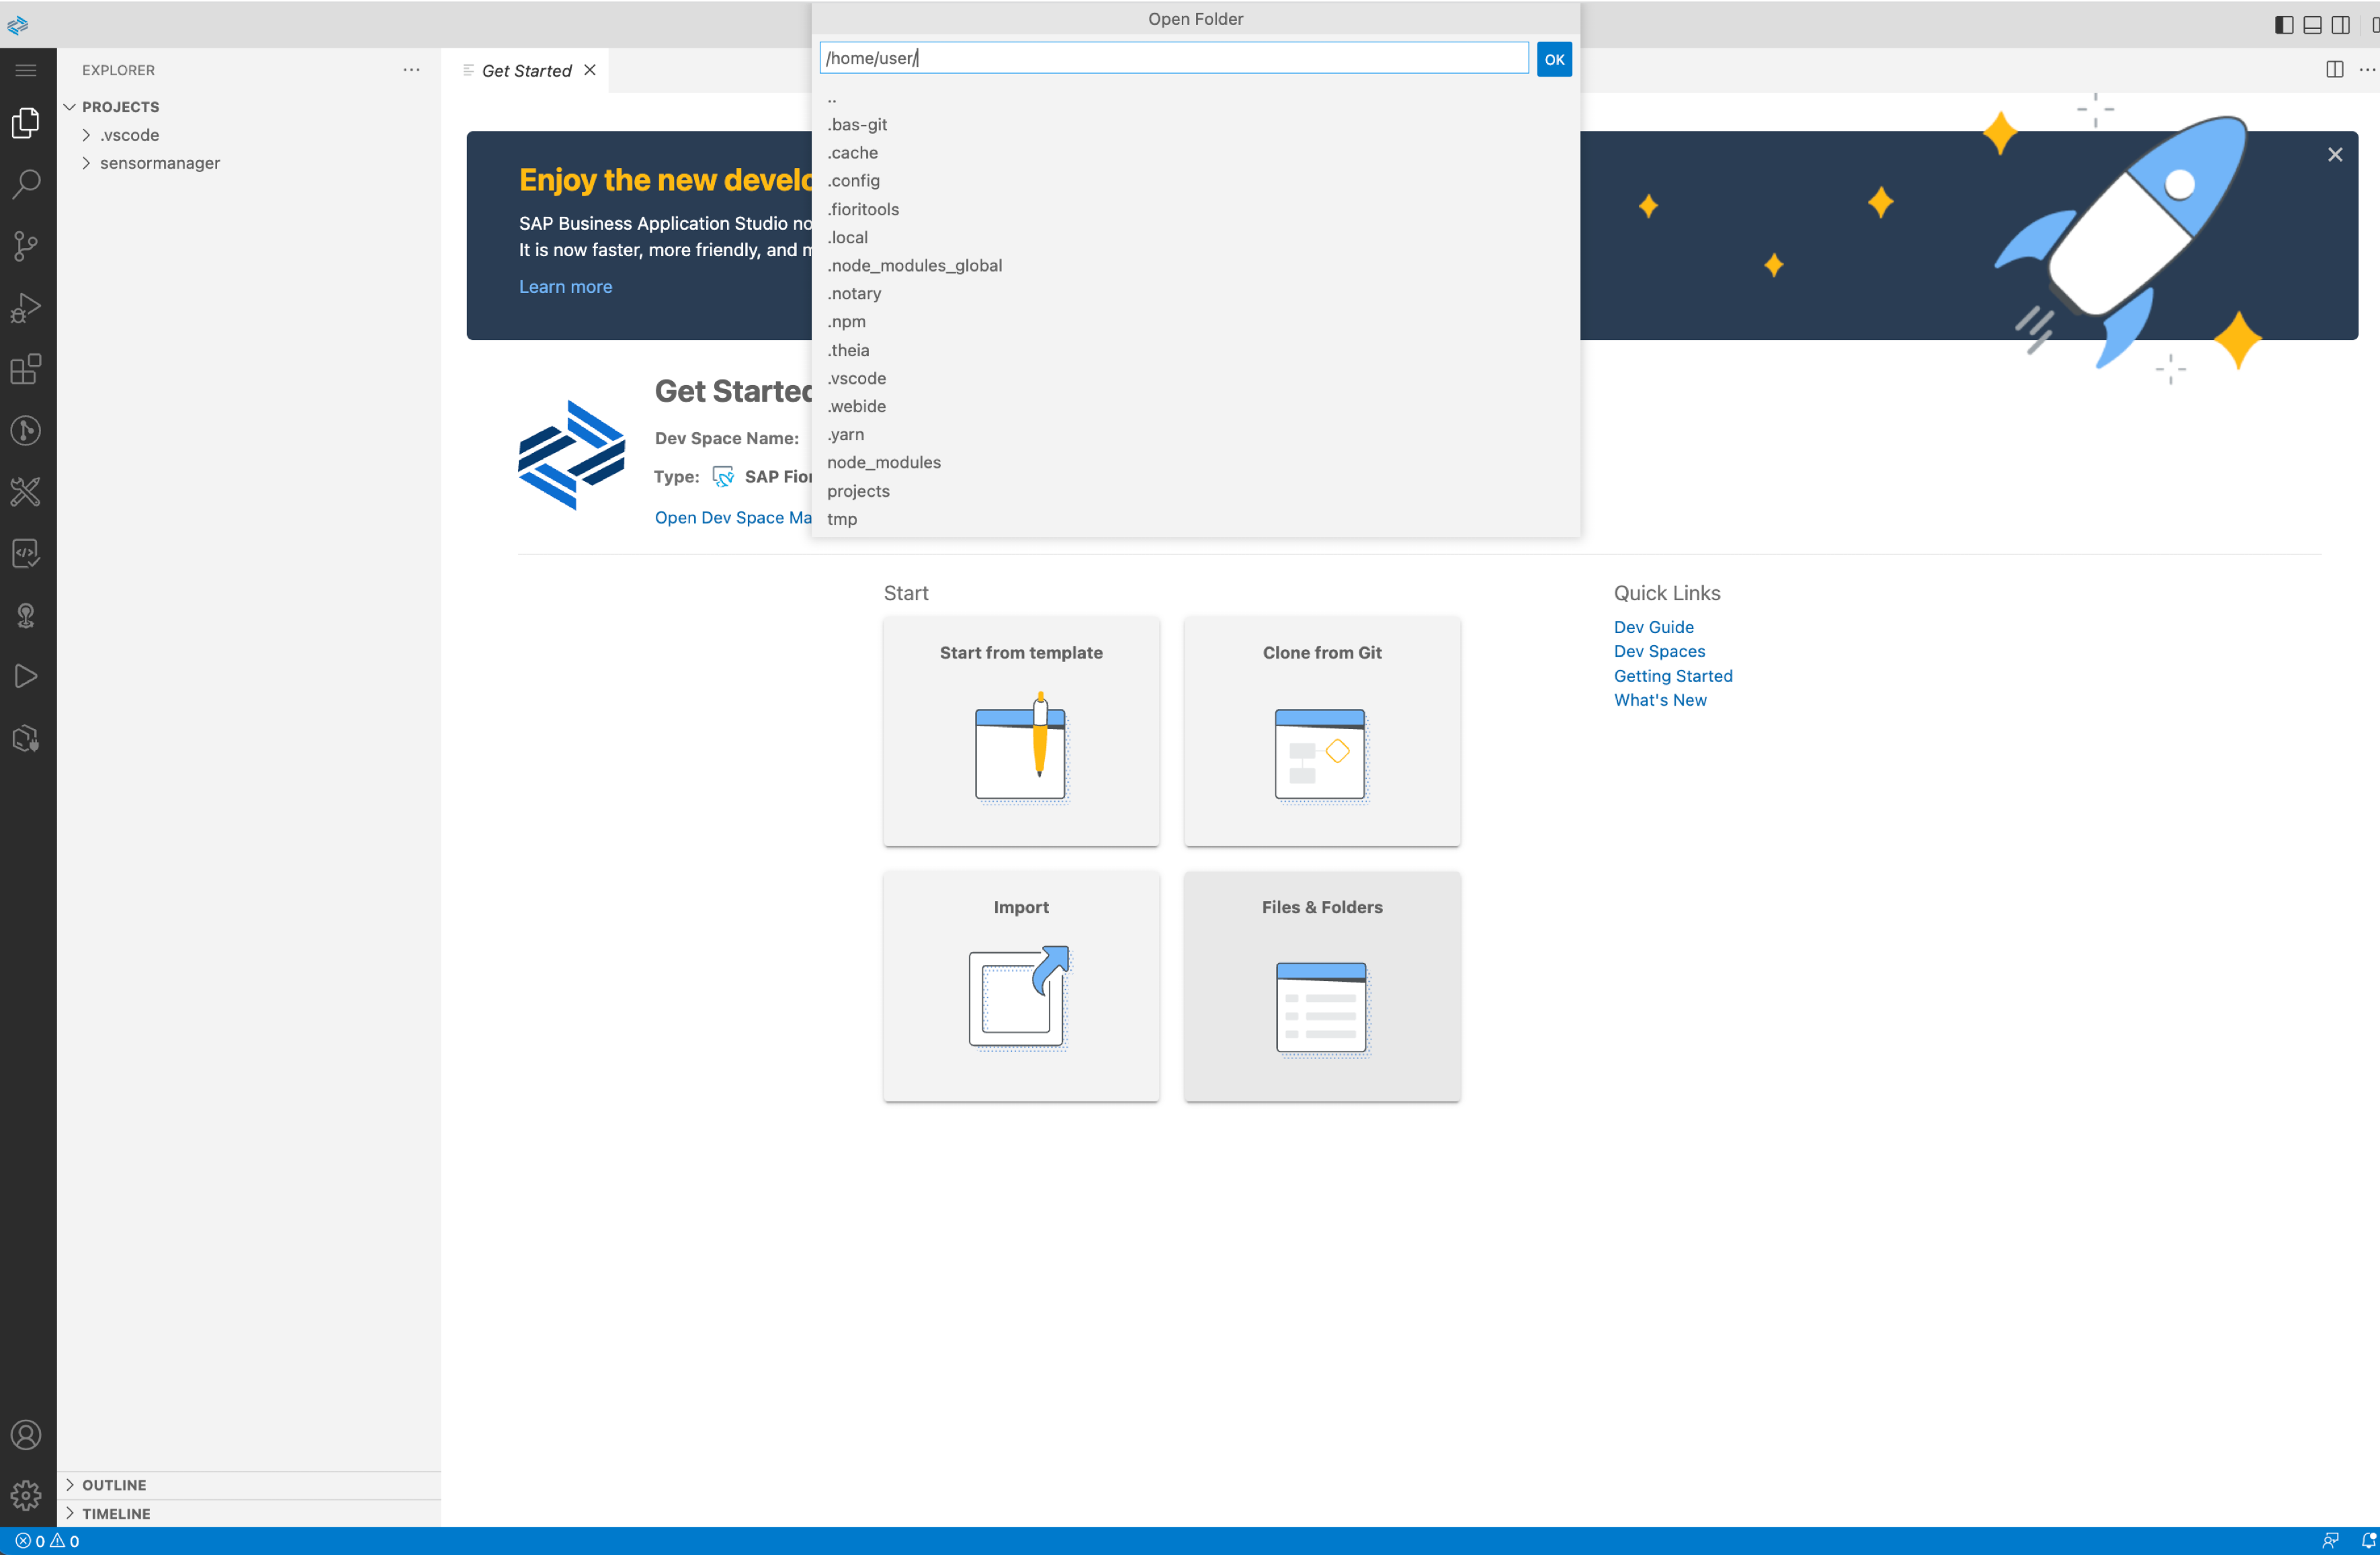 Open Folder
/home/user/
OK
EXPLORER
PROJECTS
.vscode
sensormanager
OUTLINE
TIMELINE
Get Started
..
.bas-git
.cache
.config
.fioritools
.local
.node_modules_global
.notary
.npm
.theia
.vscode
.webide
.yarn
node_modules
projects
tmp
Enjoy the new develo
SAP Business Application Studio no
It is now faster, more friendly, and m
Learn more
Get Started
Dev Space Name:
Type: SAP Fior
Open Dev Space Ma
Start
Start from template
Clone from Git
Import
Files & Folders
Quick Links
Dev Guide
Dev Spaces
Getting Started
What's New
0 0